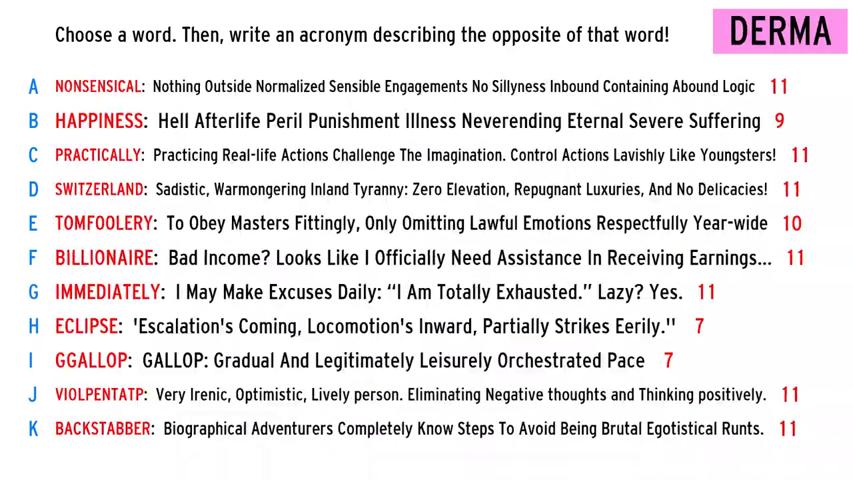 Choose a word. Then, write an acronym describing the opposite of that word!
DERMA
A NONSENSICAL: Nothing Outside Normalized Sensible Engagements No Sillyness Inbound Containing Abound Logic 11
B HAPPINESS: Hell Afterlife Peril Punishment Illness Neverending Eternal Severe Suffering 9
C PRACTICALLY: Practicing Real-life Actions Challenge The Imagination. Control Actions Lavishly Like Youngsters! 11
D SWITZERLAND: Sadistic, Warmongering Inland Tyranny: Zero Elevation, Repugnant Luxuries, And No Delicacies! 11
E TOMFOOLERY: To Obey Masters Fittingly, Only Omitting Lawful Emotions Respectfully Year-wide 10
F BILLIONAIRE: Bad Income? Looks Like I Officially Need Assistance In Receiving Earnings... 11
G IMMEDIATELY: I May Make Excuses Daily: “I Am Totally Exhausted.” Lazy? Yes. 11
H ECLIPSE: 'Escalation's Coming, Locomotion's Inward, Partially Strikes Eerily.'' 7
I GGALLOP: GALLOP: Gradual And Legitimately Leisurely Orchestrated Pace 7
J VIOLPENTATP: Very Irenic, Optimistic, Lively person. Eliminating Negative thoughts and Thinking positively. 11
K BACKSTABBER: Biographical Adventurers Completely Know Steps To Avoid Being Brutal Egotistical Runts. 11